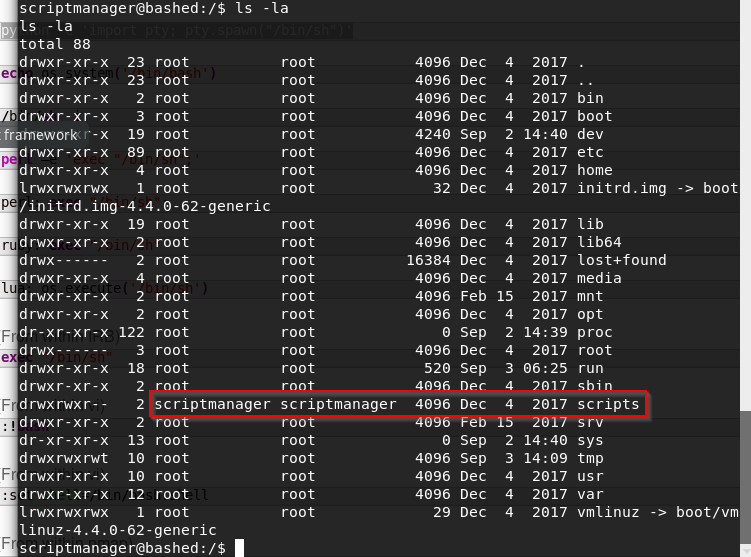 scriptmanager@bashed:/$ ls -la
ls -la
total 88
drwxr-xr-x  23 root          root           4096 Dec  4  2017 .
drwxr-xr-x  23 root          root           4096 Dec  4  2017 ..
drwxr-xr-x   2 root          root           4096 Dec  4  2017 bin
drwxr-xr-x   3 root          root           4096 Dec  4  2017 boot
drwxr-xr-x  19 root          root           4240 Sep  2 14:40 dev
drwxr-xr-x  89 root          root           4096 Dec  4  2017 etc
drwxr-xr-x   4 root          root           4096 Dec  4  2017 home
lrwxrwxrwx   1 root          root             32 Dec  4  2017 initrd.img -> boot
/initrd.img-4.4.0-62-generic
drwxr-xr-x  19 root          root           4096 Dec  4  2017 lib
drwxr-xr-x   2 root          root           4096 Dec  4  2017 lib64
drwx------   2 root          root          16384 Dec  4  2017 lost+found
drwxr-xr-x   4 root          root           4096 Dec  4  2017 media
drwxr-xr-x   2 root          root           4096 Feb 15  2017 mnt
drwxr-xr-x   2 root          root           4096 Dec  4  2017 opt
dr-xr-xr-x 122 root          root              0 Sep  2 14:39 proc
drwx------   3 root          root           4096 Dec  4  2017 root
drwxr-xr-x  18 root          root            520 Sep  3 06:25 run
drwxr-xr-x   2 root          root           4096 Dec  4  2017 sbin
drwxrwxr--   2 scriptmanager scriptmanager  4096 Dec  4  2017 scripts
drwxr-xr-x   2 root          root           4096 Feb 15  2017 srv
dr-xr-xr-x  13 root          root              0 Sep  2 14:40 sys
drwxrwxrwt  10 root          root           4096 Sep  3 14:09 tmp
drwxr-xr-x  10 root          root           4096 Dec  4  2017 usr
drwxr-xr-x  12 root          root           4096 Dec  4  2017 var
lrwxrwxrwx   1 root          root             29 Dec  4  2017 vmlinuz -> boot/vm
linuz-4.4.0-62-generic
scriptmanager@bashed:/$
framework